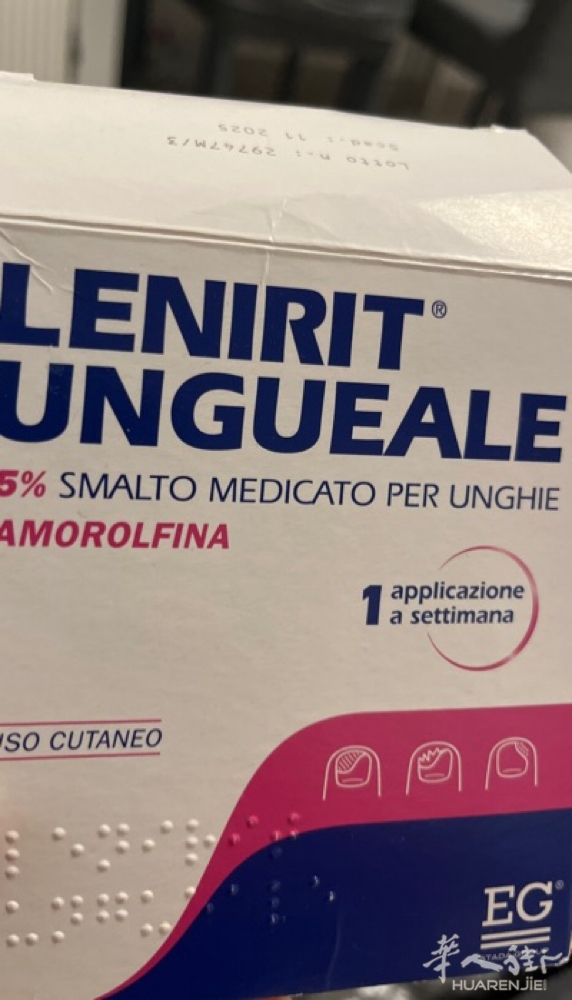 Lotto n.: 29747M/3
Scad.: 11 2025
LENIRIT®
UNGUEALE
5% SMALTO MEDICATO PER UNGHIE
AMOROLFINA
1 applicazione
a settimana
USO CUTANEO
EG®
華人街
HUARENJIE